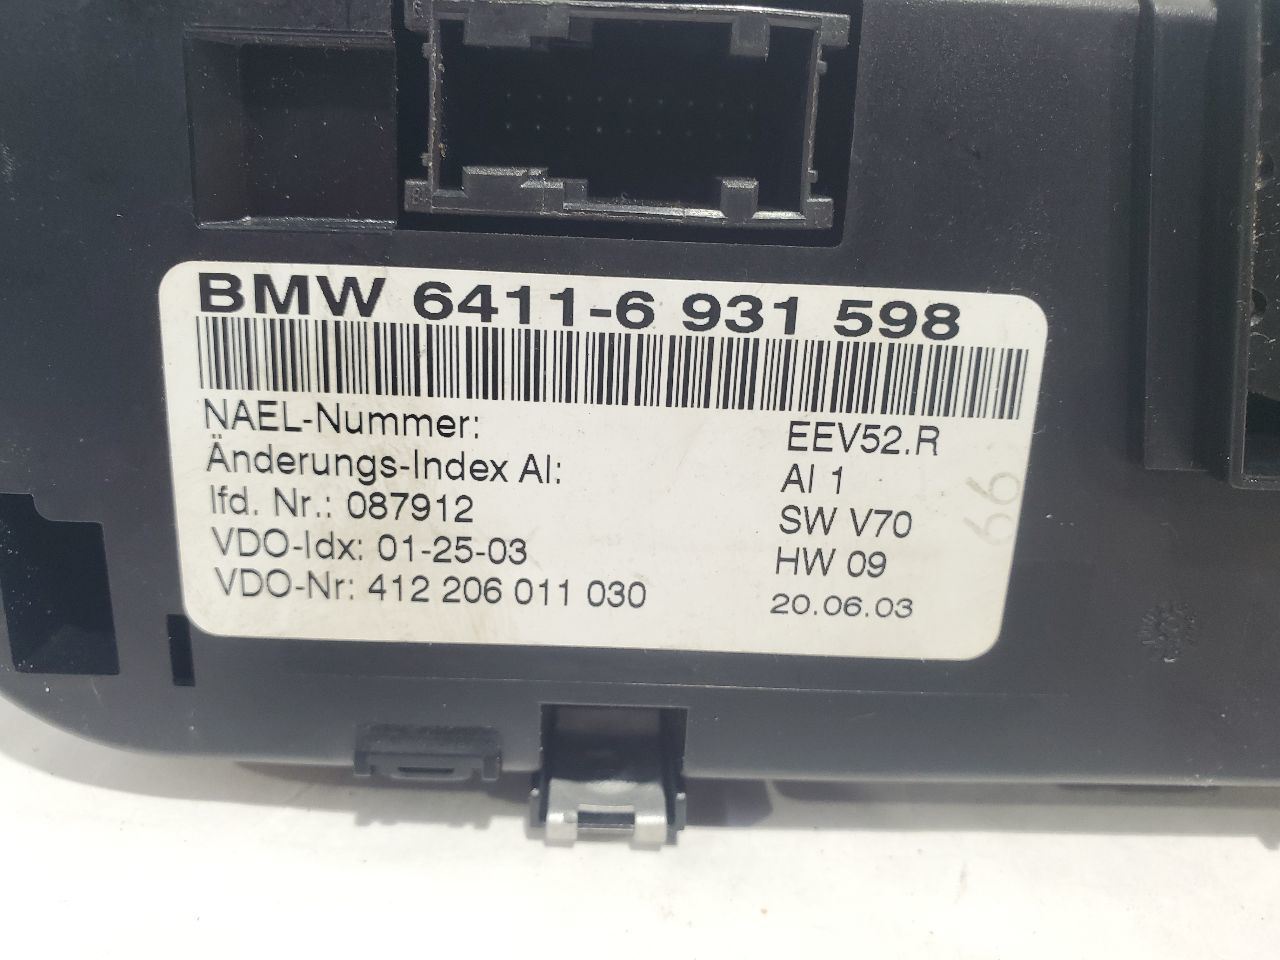 BMW 6411-6 931 598
NAEL-Nummer: EEV52.R
Änderungs-Index AI: AI 1
lfd. Nr.: 087912 SW V70
VDO-Idx: 01-25-03 HW 09
VDO-Nr: 412 206 011 030 20.06.03